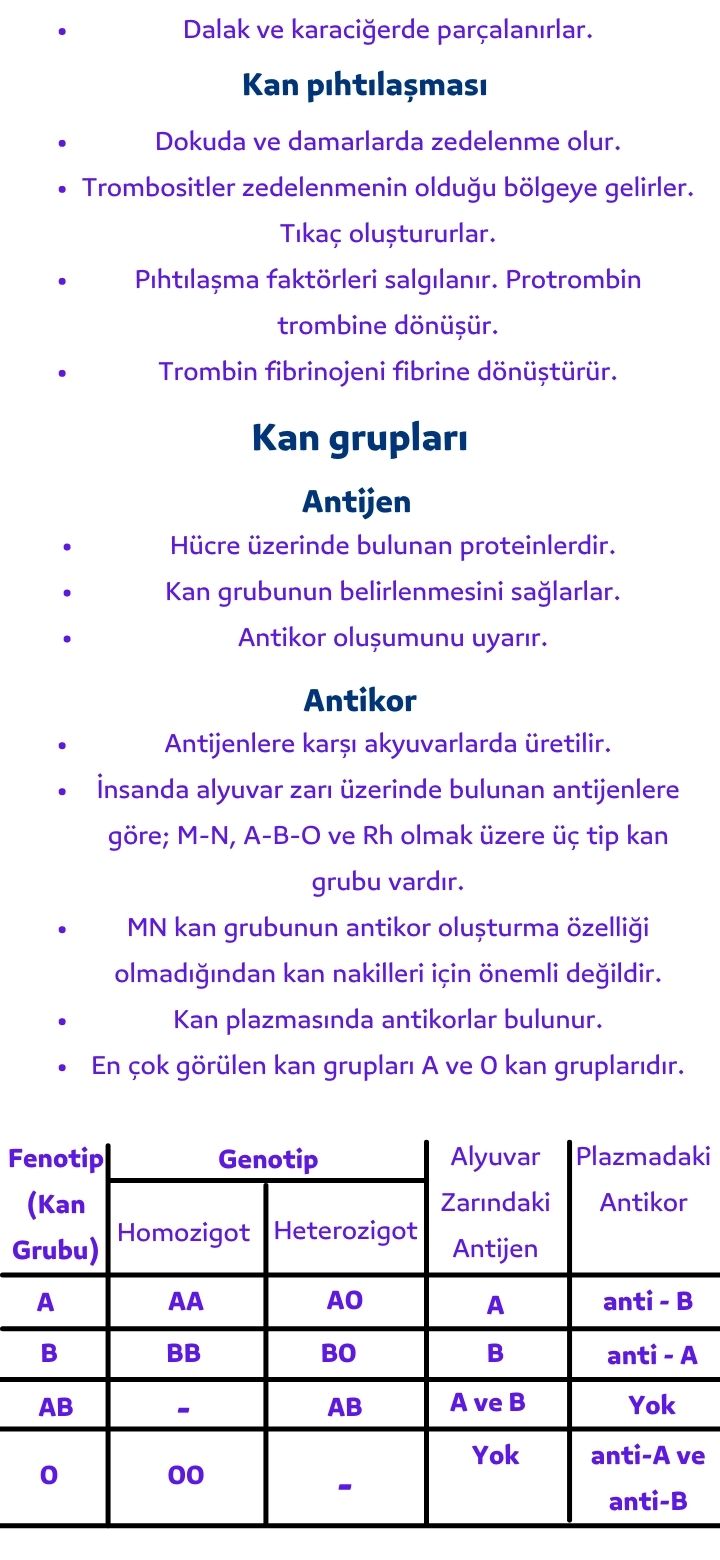 • Dalak ve karaciğerde parçalanırlar.
Kan pıhtılaşması
• Dokuda ve damarlarda zedelenme olur.
• Trombositler zedelenmenin olduğu bölgeye gelirler.
Tıkaç oluştururlar.
• Pıhtılaşma faktörleri salgılanır. Protrombin
trombine dönüşür.
• Trombin fibrinojeni fibrine dönüştürür.
Kan grupları
Antijen
• Hücre üzerinde bulunan proteinlerdir.
• Kan grubunun belirlenmesini sağlarlar.
• Antikor oluşumunu uyarır.
Antikor
• Antijenlere karşı akyuvarlarda üretilir.
• İnsanda alyuvar zarı üzerinde bulunan antijenlere
göre; M-N, A-B-O ve Rh olmak üzere üç tip kan
grubu vardır.
• MN kan grubunun antikor oluşturma özelliği
olmadığından kan nakilleri için önemli değildir.
• Kan plazmasında antikorlar bulunur.
• En çok görülen kan grupları A ve O kan gruplarıdır.
Fenotip (Kan Grubu) Genotip Alyuvar Zarındaki Antijen Plazmadaki Antikor
Homozigot Heterozigot
A AA AO A anti - B
B BB BO B anti - A
AB - AB A ve B Yok
O OO - Yok anti-A ve anti-B